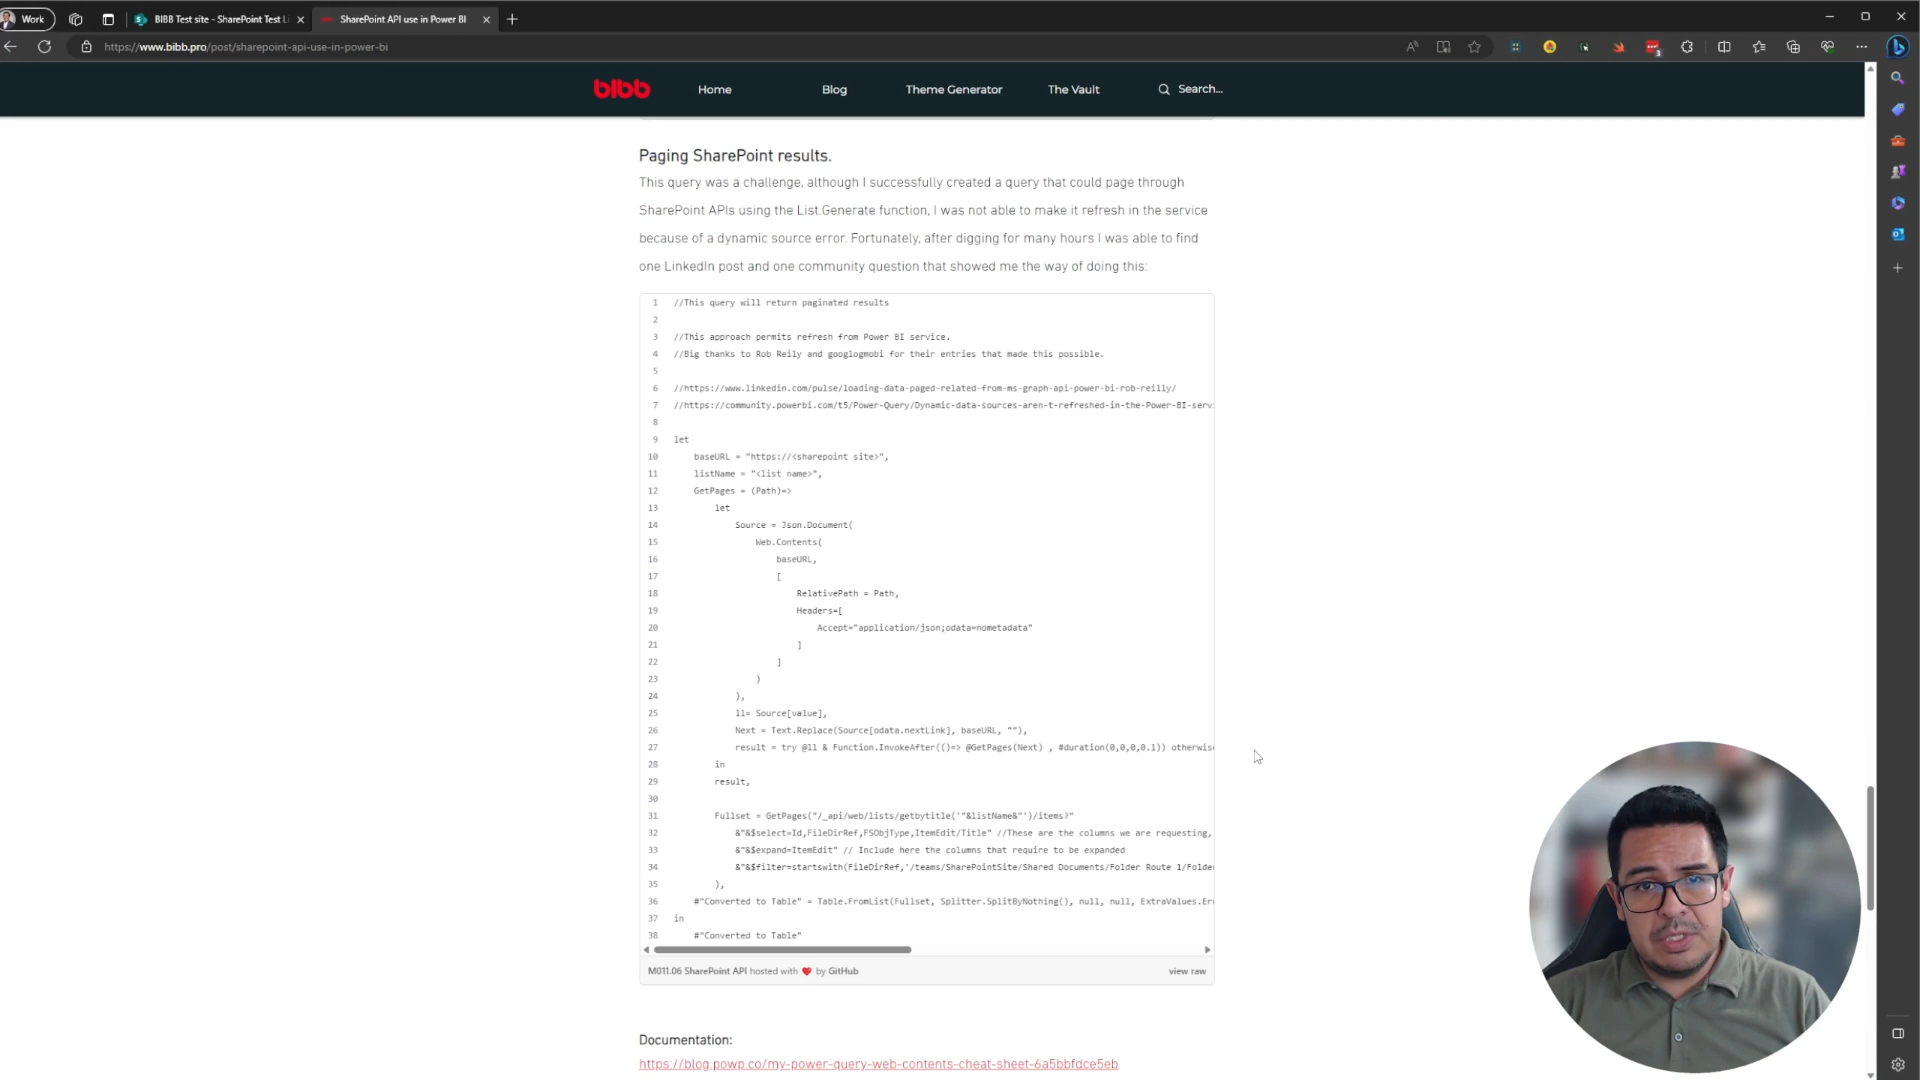 Work
BIBB Test site - SharePoint Test Li
SharePoint API use in Power BI
https://www.bibb.pro/post/sharepoint-api-use-in-power-bi
bibb
Home
Blog
Theme Generator
The Vault
Search...
Paging SharePoint results.
This query was a challenge, although I successfully created a query that could page through
SharePoint APIs using the List.Generate function, I was not able to make it refresh in the service
because of a dynamic source error. Fortunately, after digging for many hours I was able to find
one LinkedIn post and one community question that showed me the way of doing this:
1 //This query will return paginated results
2
3 //This approach permits refresh from Power BI service.
4 //Big thanks to Rob Reily and googlogmobi for their entries that made this possible.
5
6 //https://www.linkedin.com/pulse/loading-data-paged-related-from-ms-graph-api-power-bi-rob-reilly/
7 //https://community.powerbi.com/t5/Power-Query/Dynamic-data-sources-aren-t-refreshed-in-the-Power-BI-serv
8
9 let
10 baseURL = "https://<sharepoint site>",
11 listName = "<list name>",
12 GetPages = (Path)=>
13 let
14 Source = Json.Document(
15 Web.Contents(
16 baseURL,
17 [
18 RelativePath = Path,
19 Headers=[
20 Accept="application/json;odata=nometadata"
21 ]
22 ]
23 )
24 ),
25 ll= Source[value],
26 Next = Text.Replace(Source[odata.nextLink], baseURL, ""),
27 result = try @ll & Function.InvokeAfter(()=> @GetPages(Next) , #duration(0,0,0,0.1)) otherwise
28 in
29 result,
30
31 Fullset = GetPages("/_api/web/lists/getbytitle('"&listName&"')/items?"
32 &"&$select=Id,FileDirRef,FSObjType,ItemEdit/Title" //These are the columns we are requesting,
33 &"&$expand=ItemEdit" // Include here the columns that require to be expanded
34 &"&$filter=startswith(FileDirRef,'/teams/SharePointSite/Shared Documents/Folder Route 1/Folde
35 ),
36 #"Converted to Table" = Table.FromList(Fullset, Splitter.SplitByNothing(), null, null, ExtraValues.Err
37 in
38 #"Converted to Table"
M011.06 SharePoint API hosted with ❤ by GitHub
view raw
Documentation:
https://blog.powp.co/my-power-query-web-contents-cheat-sheet-6a5bbfdce5eb